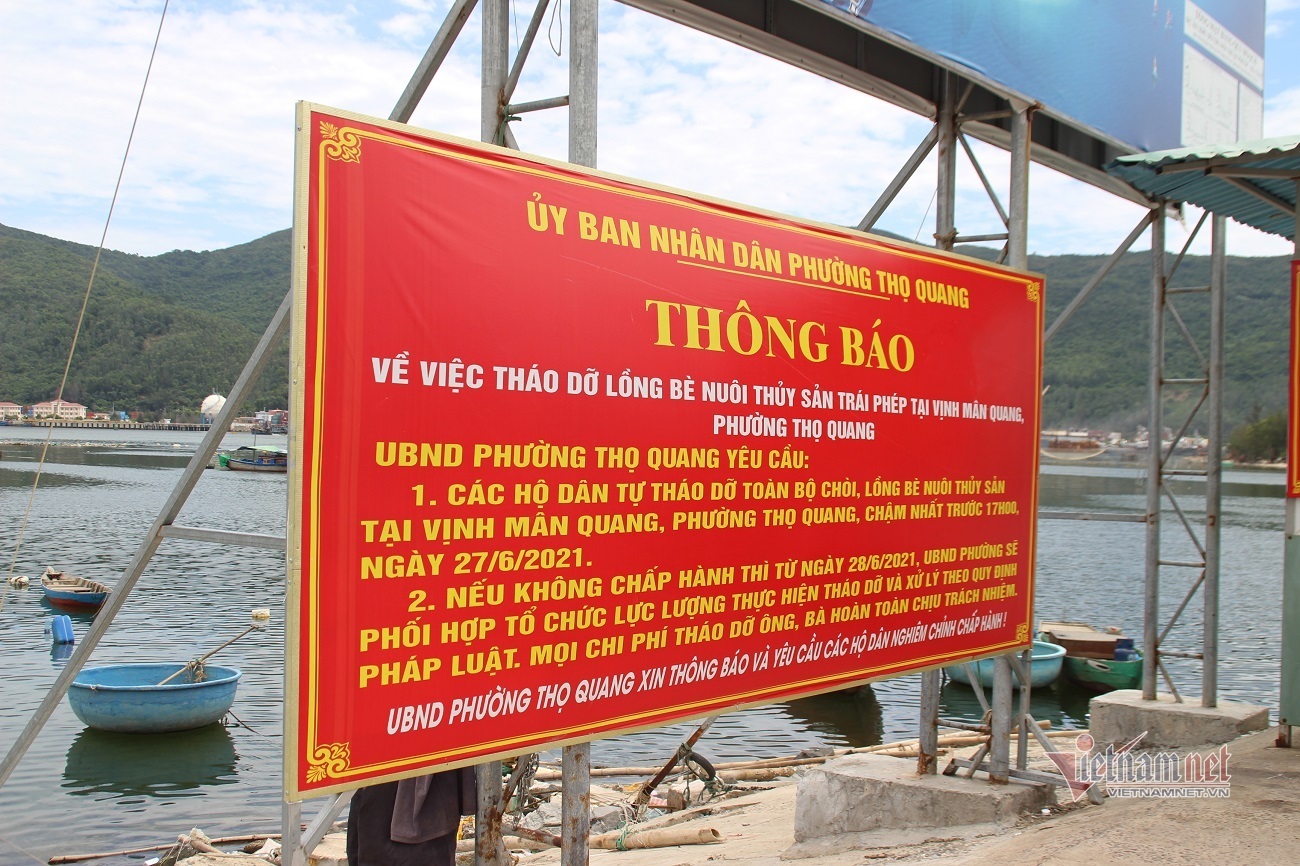 ỦY BAN NHÂN DÂN PHƯỜNG THỌ QUANG
THÔNG BÁO
VỀ VIỆC THÁO DỠ LỒNG BÈ NUÔI THỦY SẢN TRÁI PHÉP TẠI VỊNH MÂN QUANG,
PHƯỜNG THỌ QUANG
UBND PHƯỜNG THỌ QUANG YÊU CẦU:
1. CÁC HỘ DÂN TỰ THÁO DỠ TOÀN BỘ CHÒI, LỒNG BÈ NUÔI THỦY SẢN
TẠI VỊNH MÂN QUANG, PHƯỜNG THỌ QUANG, CHẬM NHẤT TRƯỚC 17H00,
NGÀY 27/6/2021.
2. NẾU KHÔNG CHẤP HÀNH THÌ TỪ NGÀY 28/6/2021, UBND PHƯỜNG SẼ
PHỐI HỢP TỔ CHỨC LỰC LƯỢNG THỰC HIỆN THÁO DỠ VÀ XỬ LÝ THEO QUY ĐỊNH
PHÁP LUẬT. MỌI CHI PHÍ THÁO DỠ ÔNG, BÀ HOÀN TOÀN CHỊU TRÁCH NHIỆM.
UBND PHƯỜNG THỌ QUANG XIN THÔNG BÁO VÀ YÊU CẦU CÁC HỘ DÂN NGHIÊM CHỈNH CHẤP HÀNH !
Vietnamnet
VIETNAMNET.VN